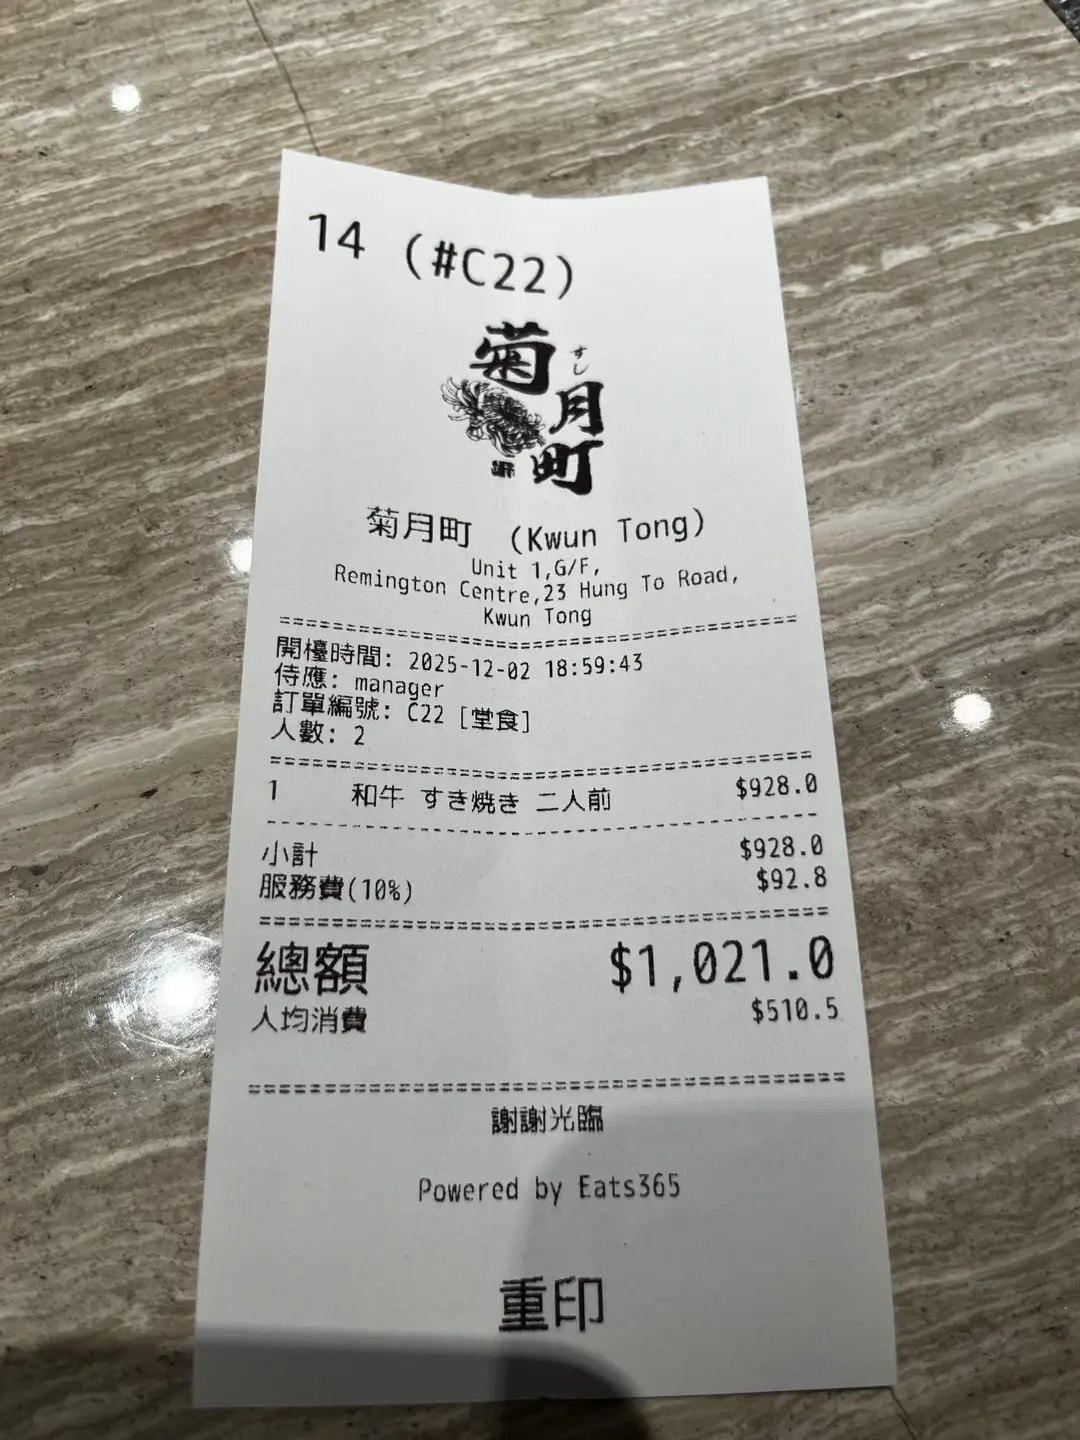 14 (#C22)
菊月町
すし
菊月町 (Kwun Tong)
Unit 1,G/F,
Remington Centre,23 Hung To Road,
Kwun Tong
開檯時間: 2025-12-02 18:59:43
侍應: manager
訂單編號: C22 [堂食]
人數: 2
1 和牛 すき焼き 二人前 $928.0
小計 $928.0
服務費(10%) $92.8
總額 $1,021.0
人均消費 $510.5
謝謝光臨
Powered by Eats365
重印